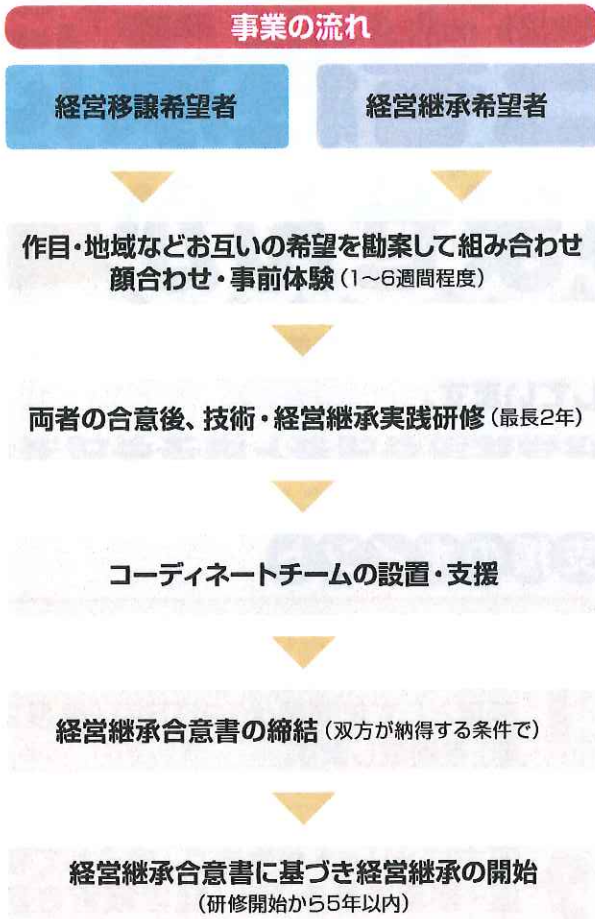 事業の流れ
経営移譲希望者
経営継承希望者
作目・地域などお互いの希望を勘案して組み合わせ
顔合わせ・事前体験(1〜6週間程度)
両者の合意後、技術・経営継承実践研修(最長2年)
コーディネートチームの設置・支援
経営継承合意書の締結(双方が納得する条件で)
経営継承合意書に基づき経営継承の開始
(研修開始から5年以内)